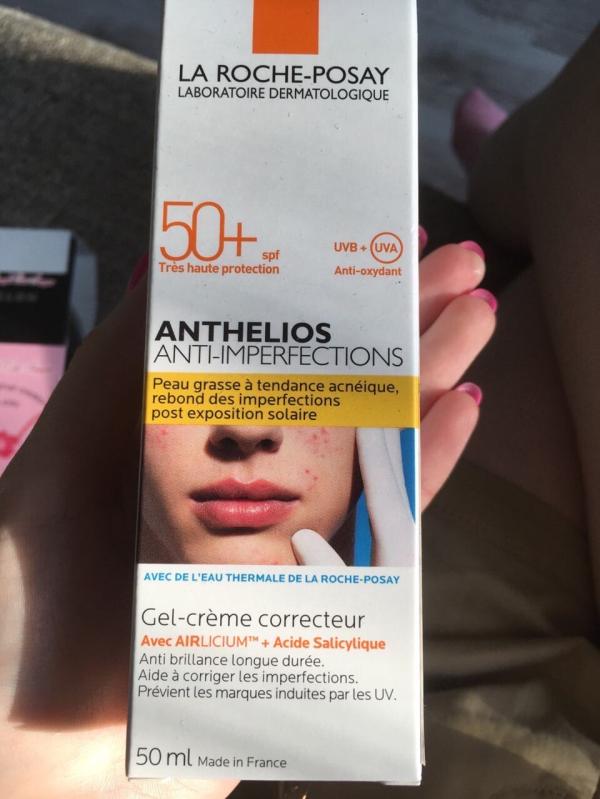 LA ROCHE-POSAY
LABORATOIRE DERMATOLOGIQUE
50+ spf
Très haute protection
UVB + UVA
Anti-oxydant
ANTHELIOS
ANTI-IMPERFECTIONS
Peau grasse à tendance acnéique,
rebond des imperfections
post exposition solaire
AVEC DE L'EAU THERMALE DE LA ROCHE-POSAY
Gel-crème correcteur
Avec AIRLICIUM™ + Acide Salicylique
Anti brillance longue durée.
Aide à corriger les imperfections.
Prévient les marques induites par les UV.
50 ml Made in France